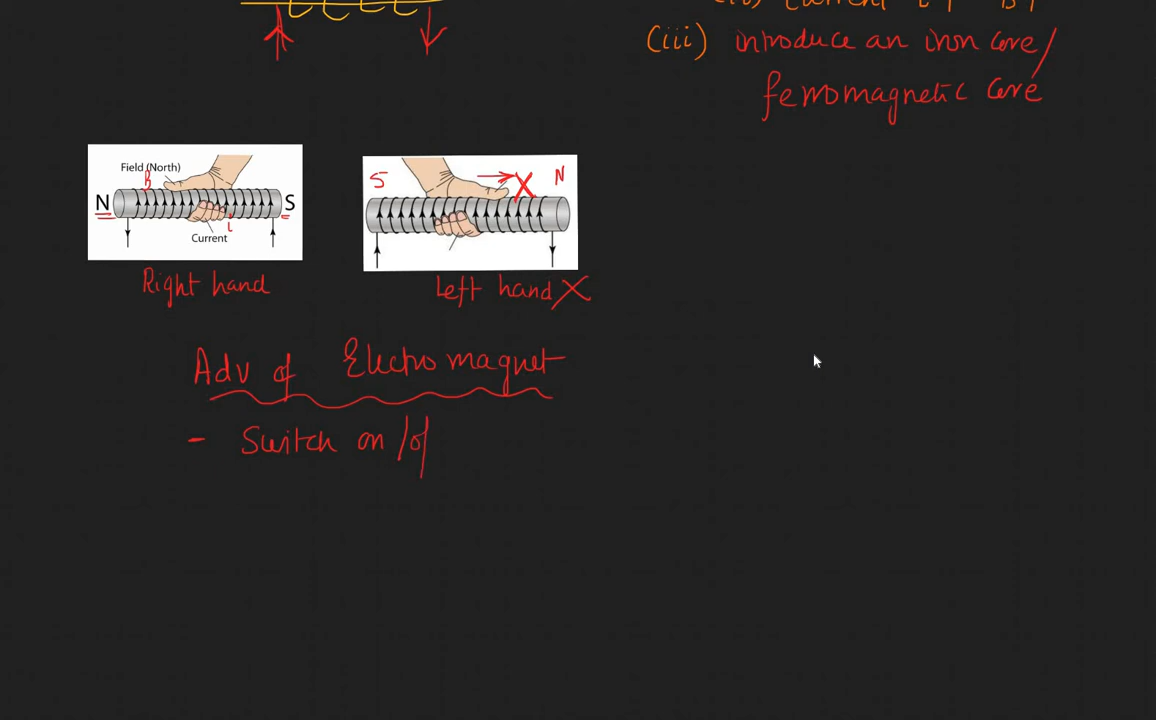 (iii) introduce an iron core/
ferromagnetic core
Field (North)
B
N
S
i
Current
Right hand
S
N
Left hand X
Adv of Electromagnet
- Switch on /of